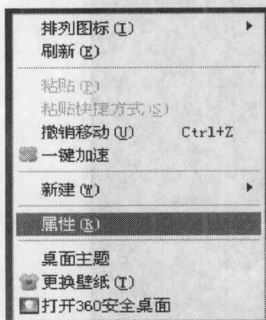 排列图标(I)
刷新(E)
粘贴(P)
粘贴快捷方式(S)
撤销移动(U) Ctrl+Z
一键加速
新建(W)
属性(R)
桌面主题
更换壁纸(T)
打开360安全桌面